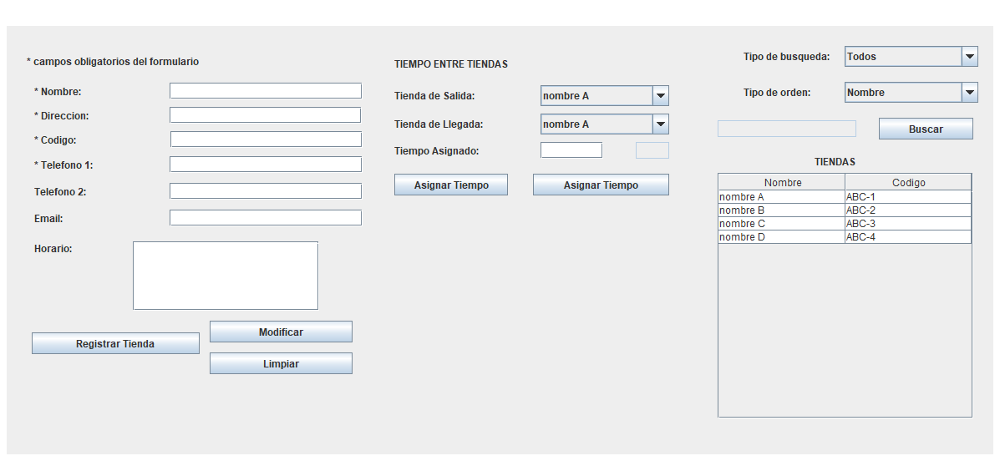 * campos obligatorios del formulario
* Nombre:
* Direccion:
* Codigo:
* Telefono 1:
Telefono 2:
Email:
Horario:
Registrar Tienda
Modificar
Limpiar
TIEMPO ENTRE TIENDAS
Tienda de Salida: nombre A
Tienda de Llegada: nombre A
Tiempo Asignado:
Asignar Tiempo Asignar Tiempo
Tipo de busqueda: Todos
Tipo de orden: Nombre
Buscar
TIENDAS
Nombre Codigo
nombre A ABC-1
nombre B ABC-2
nombre C ABC-3
nombre D ABC-4